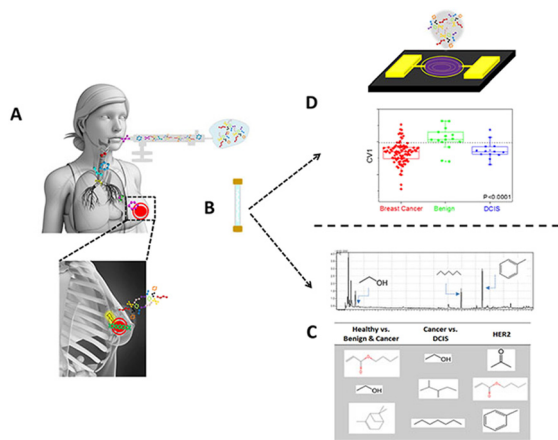 A
B
D
CV1
Breast Cancer
Benign
DCIS
P<0.0001
OH
C
Healthy vs.
Benign & Cancer
Cancer vs.
DCIS
HER2
O
OH
O
O
OH
O
O